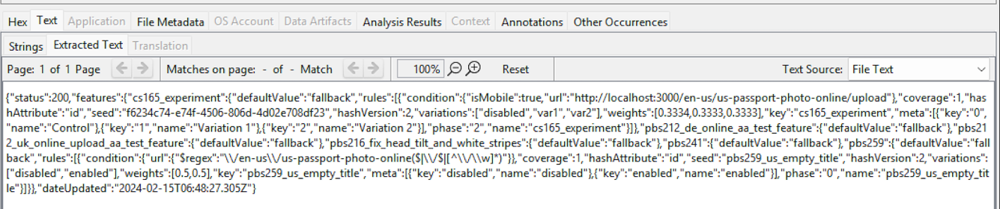 Hex Text Application File Metadata OS Account Data Artifacts Analysis Results Context Annotations Other Occurrences
Strings Extracted Text Translation
Page: 1 of 1 Page Matches on page: - of - Match 100% Reset Text Source: File Text
{"status":200,"features":{"cs165_experiment":{"defaultValue":"fallback","rules":[{"condition":{"isMobile":true,"url":"http://localhost:3000/en-us/us-passport-photo-online/upload"},"coverage":1,"has
hAttribute":"id","seed":"f6234c74-e74f-4506-806d-4d02e708df23","hashVersion":2,"variations":["disabled","var1","var2"],"weights":[0.3334,0.3333,0.3333],"key":"cs165_experiment","meta":[{"key":"0",
"name":"Control"},{"key":"1","name":"Variation 1"},{"key":"2","name":"Variation 2"}],"phase":"2","name":"cs165_experiment"}]},"pbs212_de_online_aa_test_feature":{"defaultValue":"fallback"},"pbs21
2_uk_online_upload_aa_test_feature":{"defaultValue":"fallback"},"pbs216_fix_head_tilt_and_white_stripes":{"defaultValue":"fallback"},"pbs241":{"defaultValue":"fallback"},"pbs259":{"defaultValue":"fall
back","rules":[{"condition":{"url":{"$regex":"\\/en-us\\/us-passport-photo-online($|\\/$|[^\\/\\w]*)"}},"coverage":1,"hashAttribute":"id","seed":"pbs259_us_empty_title","hashVersion":2,"variations":
["disabled","enabled"],"weights":[0.5,0.5],"key":"pbs259_us_empty_title","meta":[{"key":"disabled","name":"disabled"},{"key":"enabled","name":"enabled"}],"phase":"0","name":"pbs259_us_empty_tit
le"}]}},"dateUpdated":"2024-02-15T06:48:27.305Z"}